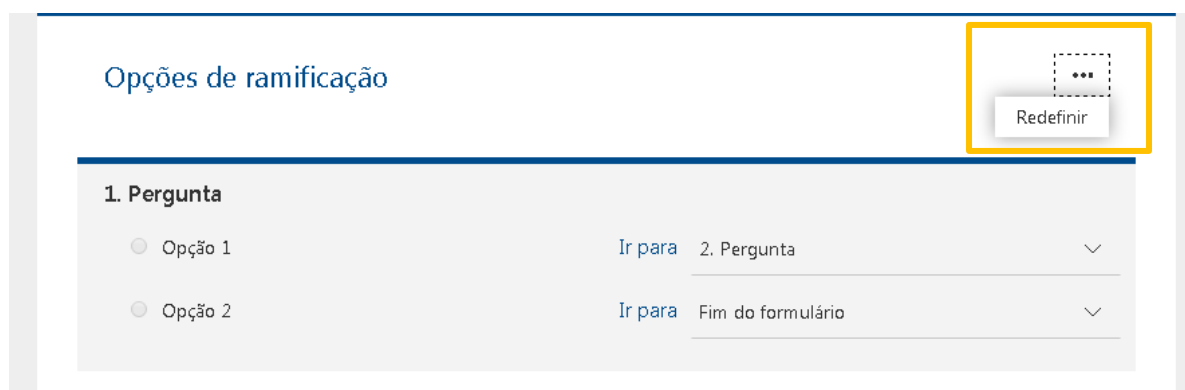 Opções de ramificação
...
Redefinir
1. Pergunta
Opção 1 Ir para 2. Pergunta
Opção 2 Ir para Fim do formulário